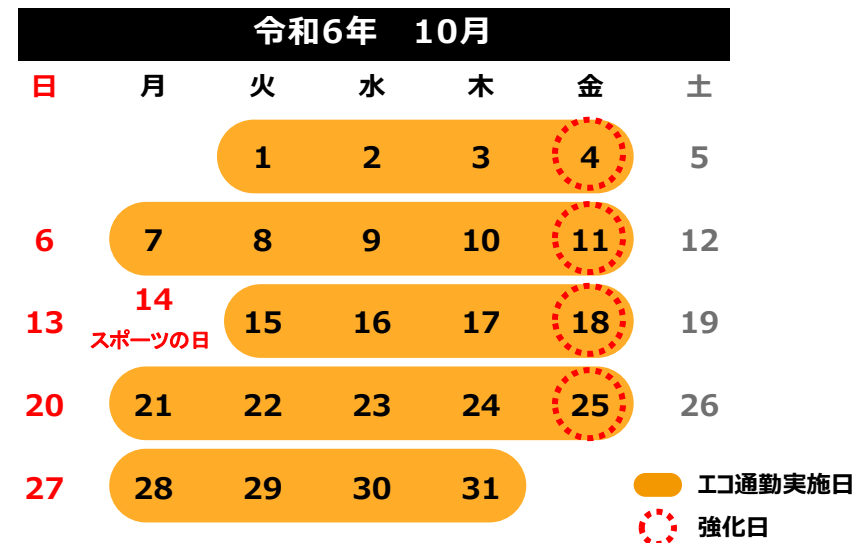 令和6年　10月
日 月 火 水 木 金 土
1 2 3 4 5
6 7 8 9 10 11 12
13 14 15 16 17 18 19
スポーツの日
20 21 22 23 24 25 26
27 28 29 30 31
エコ通勤実施日
強化日